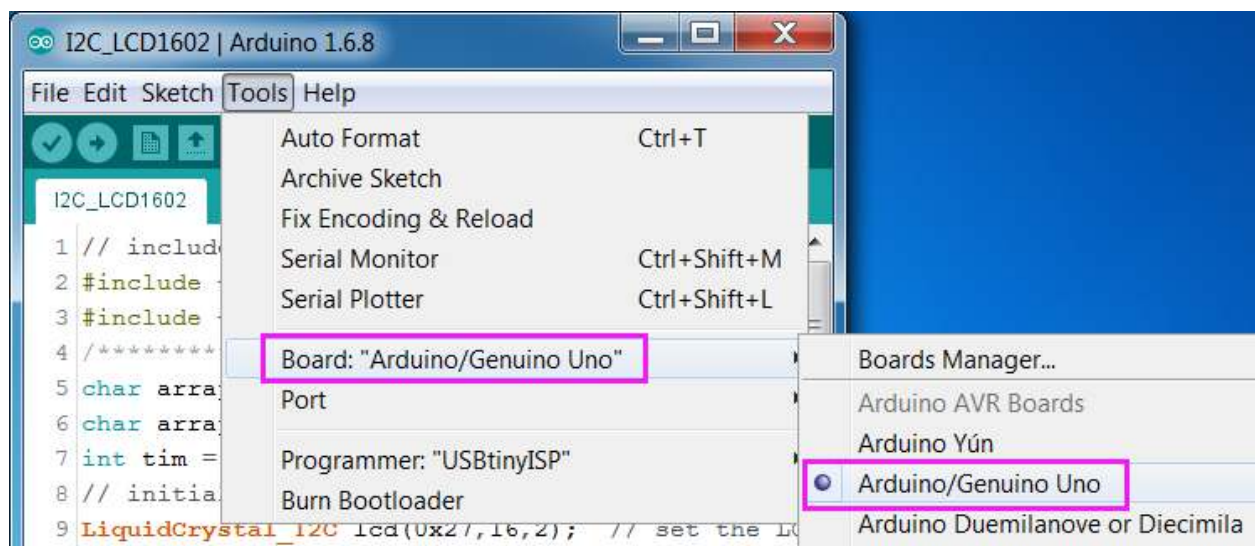 I2C_LCD1602 | Arduino 1.6.8
File Edit Sketch Tools Help
Auto Format Ctrl+T
Archive Sketch
Fix Encoding & Reload
Serial Monitor Ctrl+Shift+M
Serial Plotter Ctrl+Shift+L
Board: "Arduino/Genuino Uno"
Port
Programmer: "USBtinyISP"
Burn Bootloader
Boards Manager...
Arduino AVR Boards
Arduino Yún
Arduino/Genuino Uno
Arduino Duemilanove or Diecimila
I2C_LCD1602
1 // includ
2 #include
3 #include
4 /*********
5 char arra
6 char arra
7 int tim =
8 // initia
9 LiquidCrystal_I2C lcd(0x27,16,2); // set the